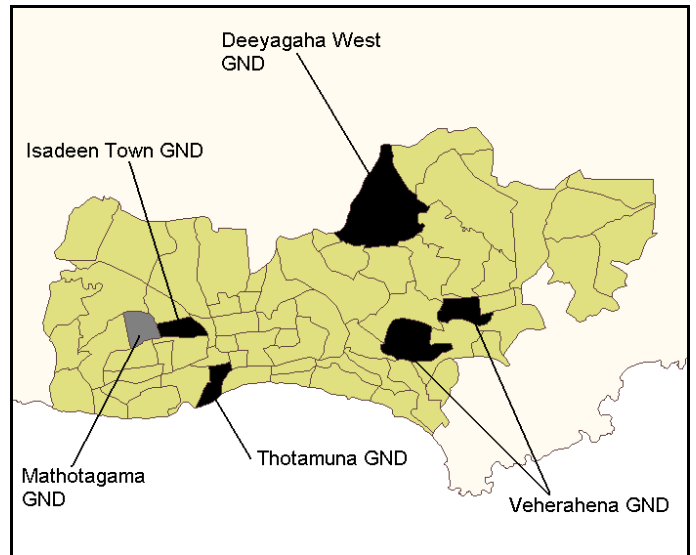 Deeyagaha West
GND
Isadeen Town GND
Thotamuna GND
Mathotagama
GND
Veherahena GND